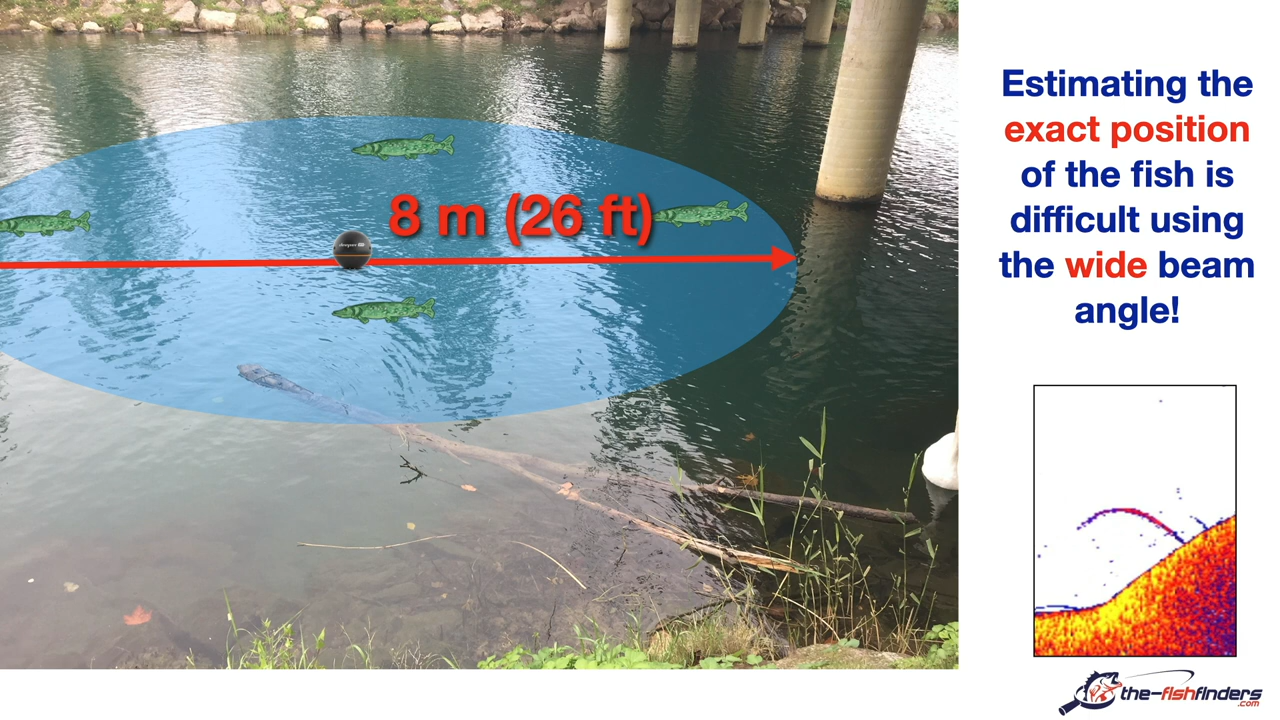 8 m (26 ft)
Estimating the
exact position
of the fish is
difficult using
the wide beam
angle!
the-fishfinders
.com